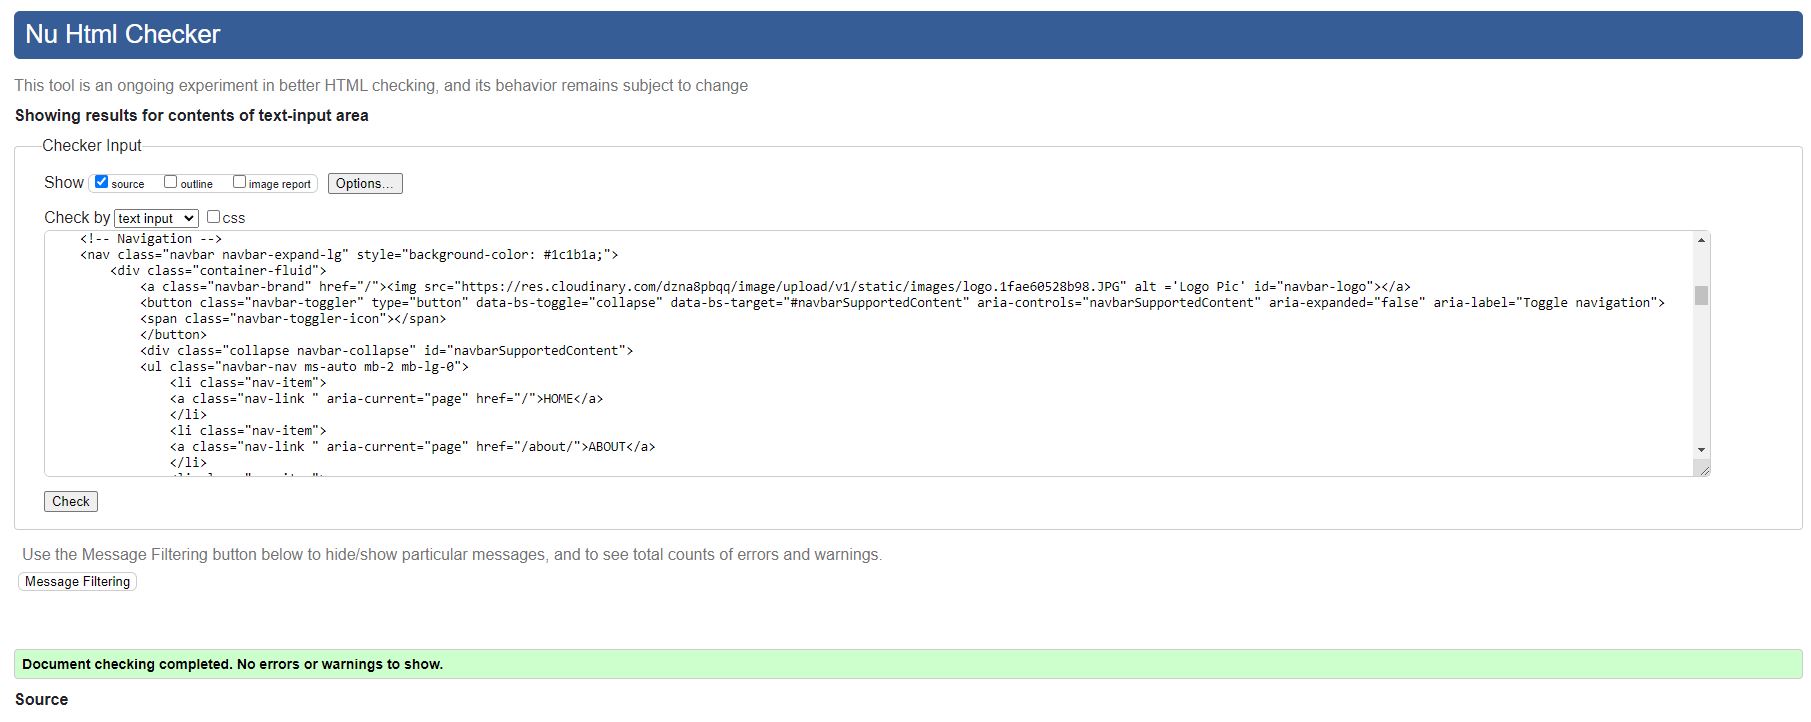 Nu Html Checker
This tool is an ongoing experiment in better HTML checking, and its behavior remains subject to change
Showing results for contents of text-input area
Checker Input
Show source outline image report Options...
Check by text input css
<!-- Navigation -->
<nav class="navbar navbar-expand-lg" style="background-color: #1c1b1a;">
<div class="container-fluid">
<a class="navbar-brand" href="/"><img src="https://res.cloudinary.com/dzna8pbqq/image/upload/v1/static/images/logo.1fae60528b98.JPG" alt ='Logo Pic' id="navbar-logo"></a>
<button class="navbar-toggler" type="button" data-bs-toggle="collapse" data-bs-target="#navbarSupportedContent" aria-controls="navbarSupportedContent" aria-expanded="false" aria-label="Toggle navigation">
<span class="navbar-toggler-icon"></span>
</button>
<div class="collapse navbar-collapse" id="navbarSupportedContent">
<ul class="navbar-nav ms-auto mb-2 mb-lg-0">
<li class="nav-item">
<a class="nav-link " aria-current="page" href="/">HOME</a>
</li>
<li class="nav-item">
<a class="nav-link " aria-current="page" href="/about/">ABOUT</a>
</li>
Check
Use the Message Filtering button below to hide/show particular messages, and to see total counts of errors and warnings.
Message Filtering
Document checking completed. No errors or warnings to show.
Source